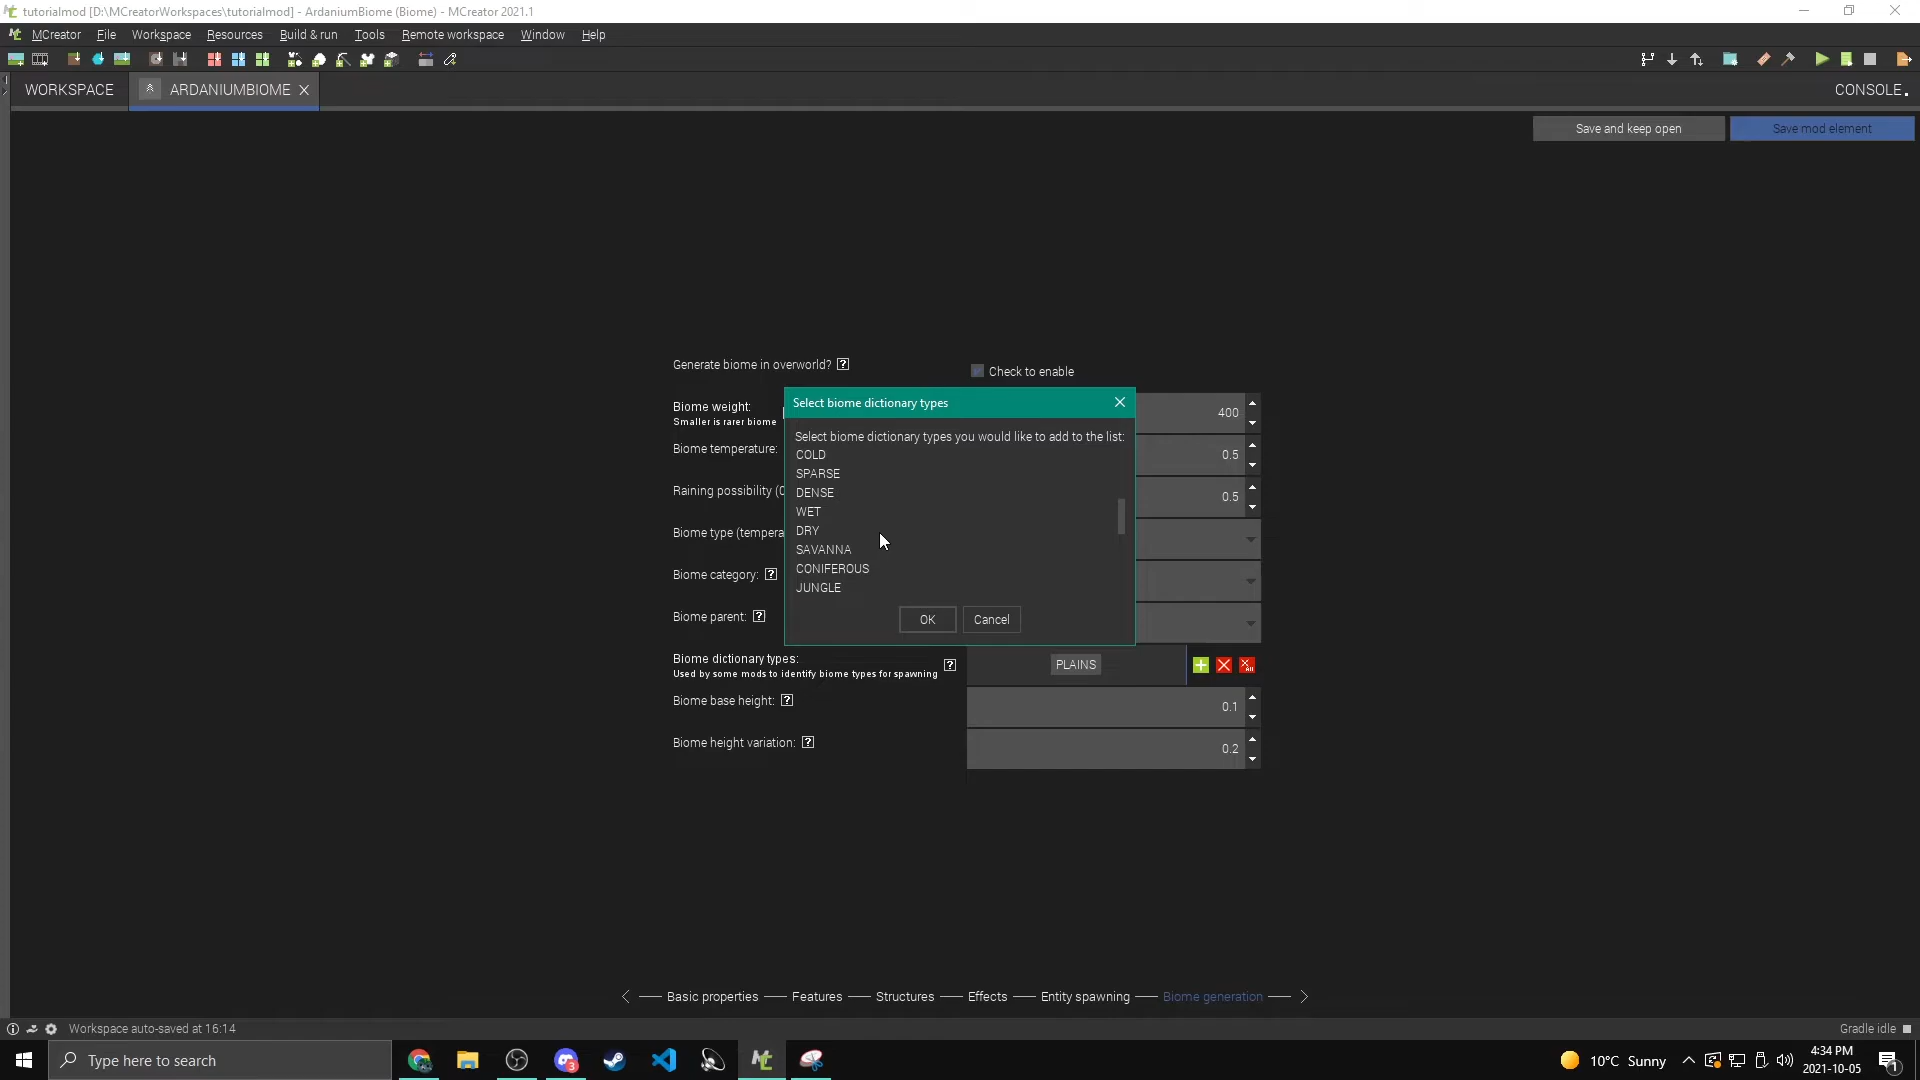 tutorialmod [D:\MCreatorWorkspaces\tutorialmod] - ArdaniumBiome (Biome) - MCreator 2021.1
MCreator File Workspace Resources Build & run Tools Remote workspace Window Help
WORKSPACE ARDANIUMBIOME CONSOLE
Save and keep open Save mod element
Generate biome in overworld? ? Check to enable
Biome weight: 400
Smaller is rarer biome
Biome temperature: 0.5
Raining possibility (0 0.5
Biome type (tempera
Biome category: ?
Biome parent: ?
Select biome dictionary types
Select biome dictionary types you would like to add to the list:
COLD
SPARSE
DENSE
WET
DRY
SAVANNA
CONIFEROUS
JUNGLE
OK Cancel
Biome dictionary types: ? PLAINS
Used by some mods to identify biome types for spawning
Biome base height: ? 0.1
Biome height variation: ? 0.2
Basic properties Features Structures Effects Entity spawning Biome generation
Workspace auto-saved at 16:14 Gradle idle
Type here to search 3 10°C Sunny 4:34 PM 1
2021-10-05